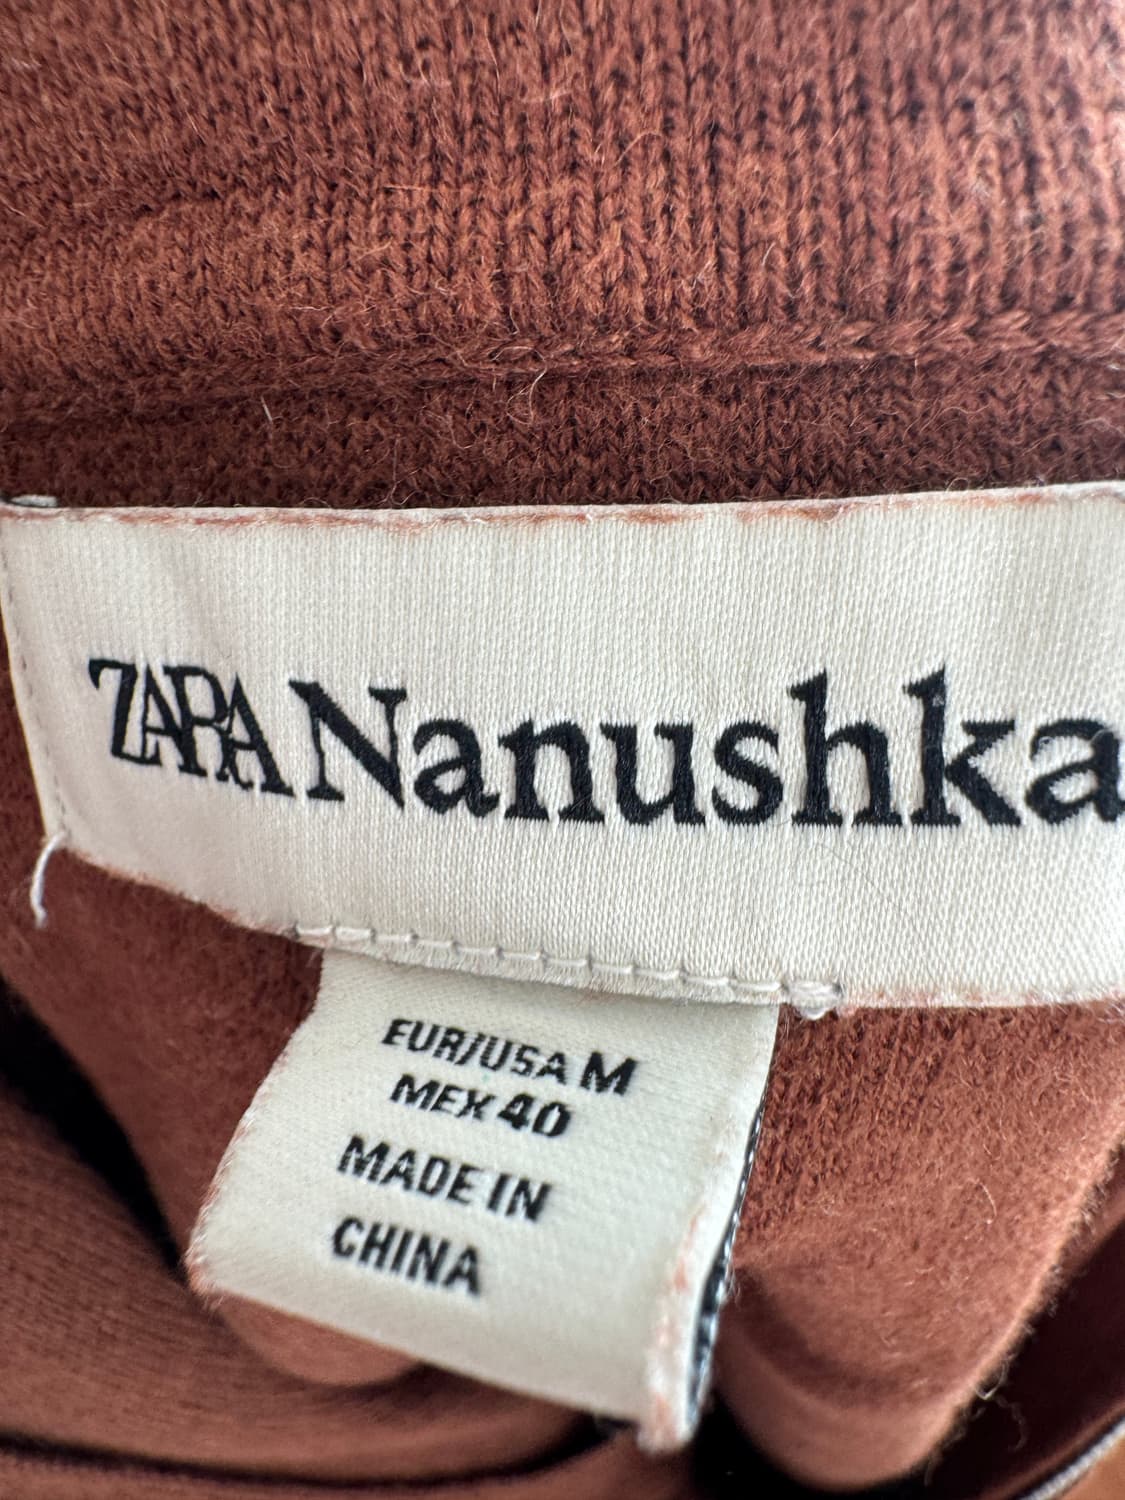 ZARA Nanushka
EUR/USA M
MEX 40
MADE IN
CHINA